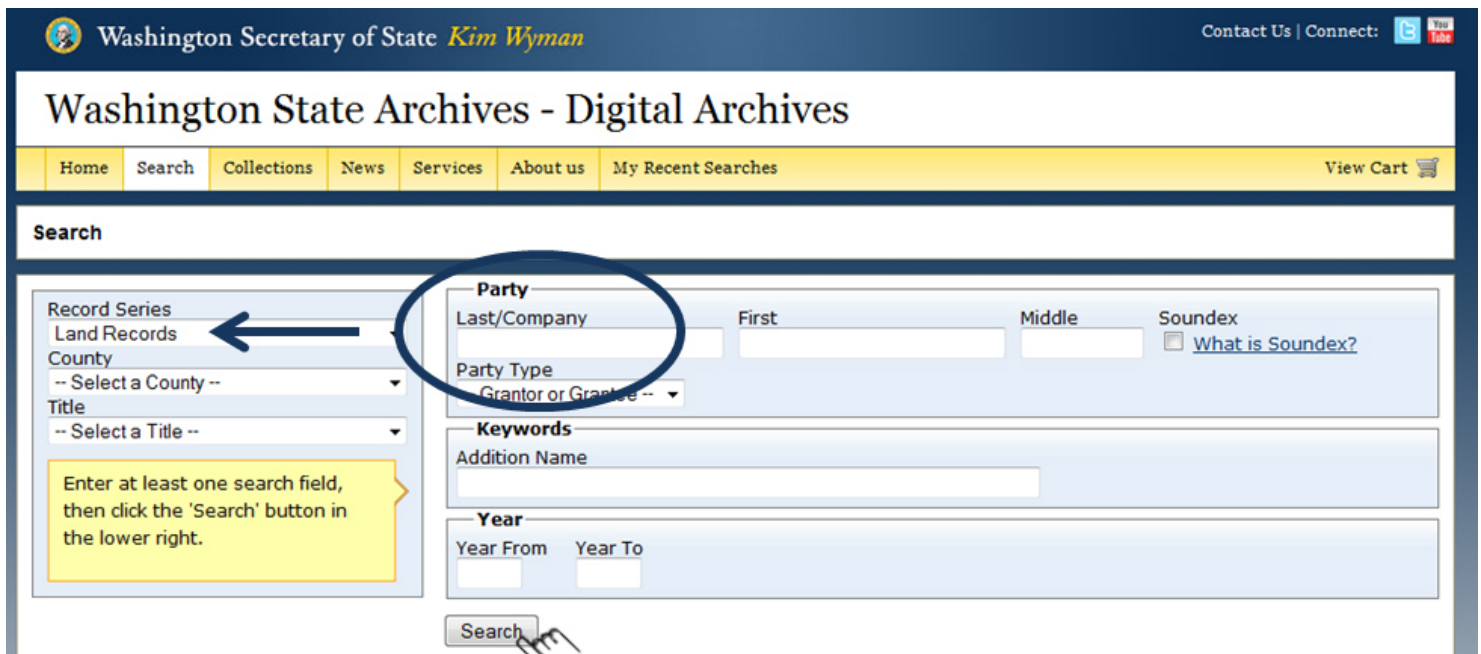 Washington Secretary of State Kim Wyman
Contact Us | Connect:
You
Tube
Washington State Archives - Digital Archives
Home Search Collections News Services About us My Recent Searches View Cart
Search
Record Series
Land Records
County
-- Select a County --
Title
-- Select a Title --
Enter at least one search field,
then click the 'Search' button in
the lower right.
Party
Last/Company First Middle Soundex
What is Soundex?
Party Type
Grantor or Grantee --
Keywords
Addition Name
Year
Year From Year To
Search